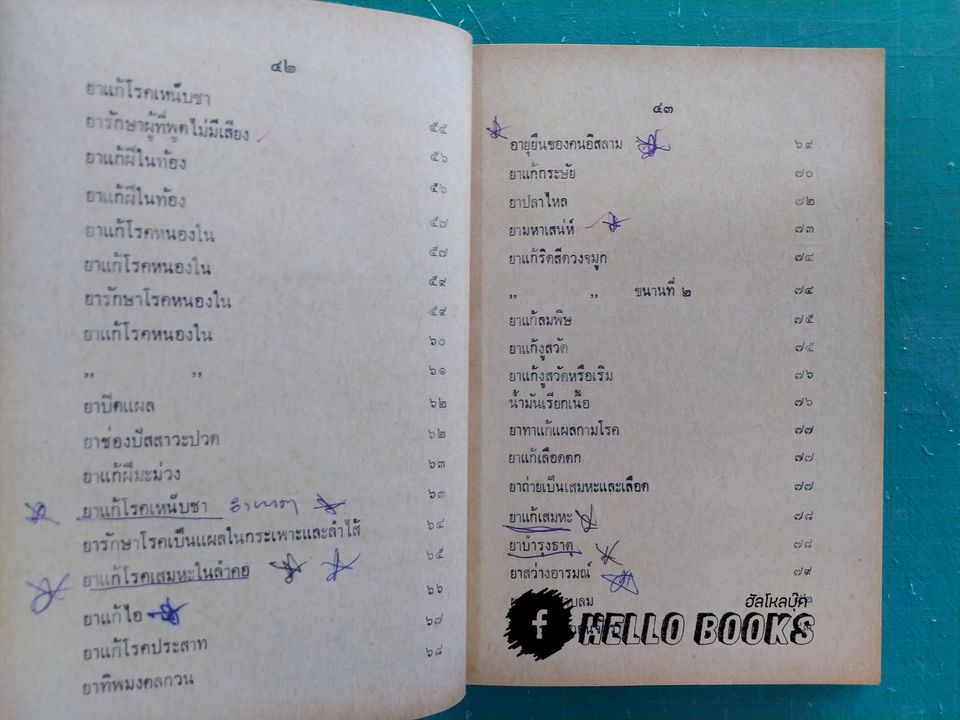 ๔๒
ยาแก้โรคเหน็บชา ๕๕
ยารักษาผู้ที่พูดไม่มีเสียง ๕๖
ยาแก้ฝีในท้อง ๕๖
ยาแก้ฝีในท้อง ๕๗
ยาแก้โรคหนองใน ๕๗
ยาแก้โรคหนองใน ๕๙
ยารักษาโรคหนองใน ๕๙
ยาแก้โรคหนองใน ๖๐
,, ,, ๖๑
ยาปิดแผล ๖๒
ยาช่องปัสสาวะปวด ๖๒
ยาแก้ฝีมะม่วง ๖๓
ยาแก้โรคเหน็บชา ๖๓
ยารักษาโรคเป็นแผลในกระเพาะและลำไส้ ๖๔
ยาแก้โรคเสมหะในลำคอ ๖๕
ยาแก้ไอ ๖๖
ยาแก้โรคประสาท ๖๗
ยาทิพมงคลกวน ๖๘
๔๓
อายุยืนของคนอิสลาม ๖๙
ยาแก้กระษัย ๗๐
ยาปลาไหล ๗๒
ยามหาเสน่ห์ ๗๓
ยาแก้ริดสีดวงจมูก ๗๔
,, ,, ขนานที่ ๒ ๗๔
ยาแก้ลมพิษ ๗๕
ยาแก้งูสวัด ๗๕
ยาแก้งูสวัดหรือเริม ๗๖
น้ำมันเรียกเนื้อ ๗๖
ยาทาแก้แผลกามโรค ๗๗
ยาแก้เลือดตก ๗๗
ยาถ่ายเป็นเสมหะและเลือด ๗๗
ยาแก้เสมหะ ๗๘
ยาบำรุงธาตุ ๗๘
ยาสว่างอารมณ์ ๗๙
ฮัลโหลบุ๊ค
f HELLO BOOKS